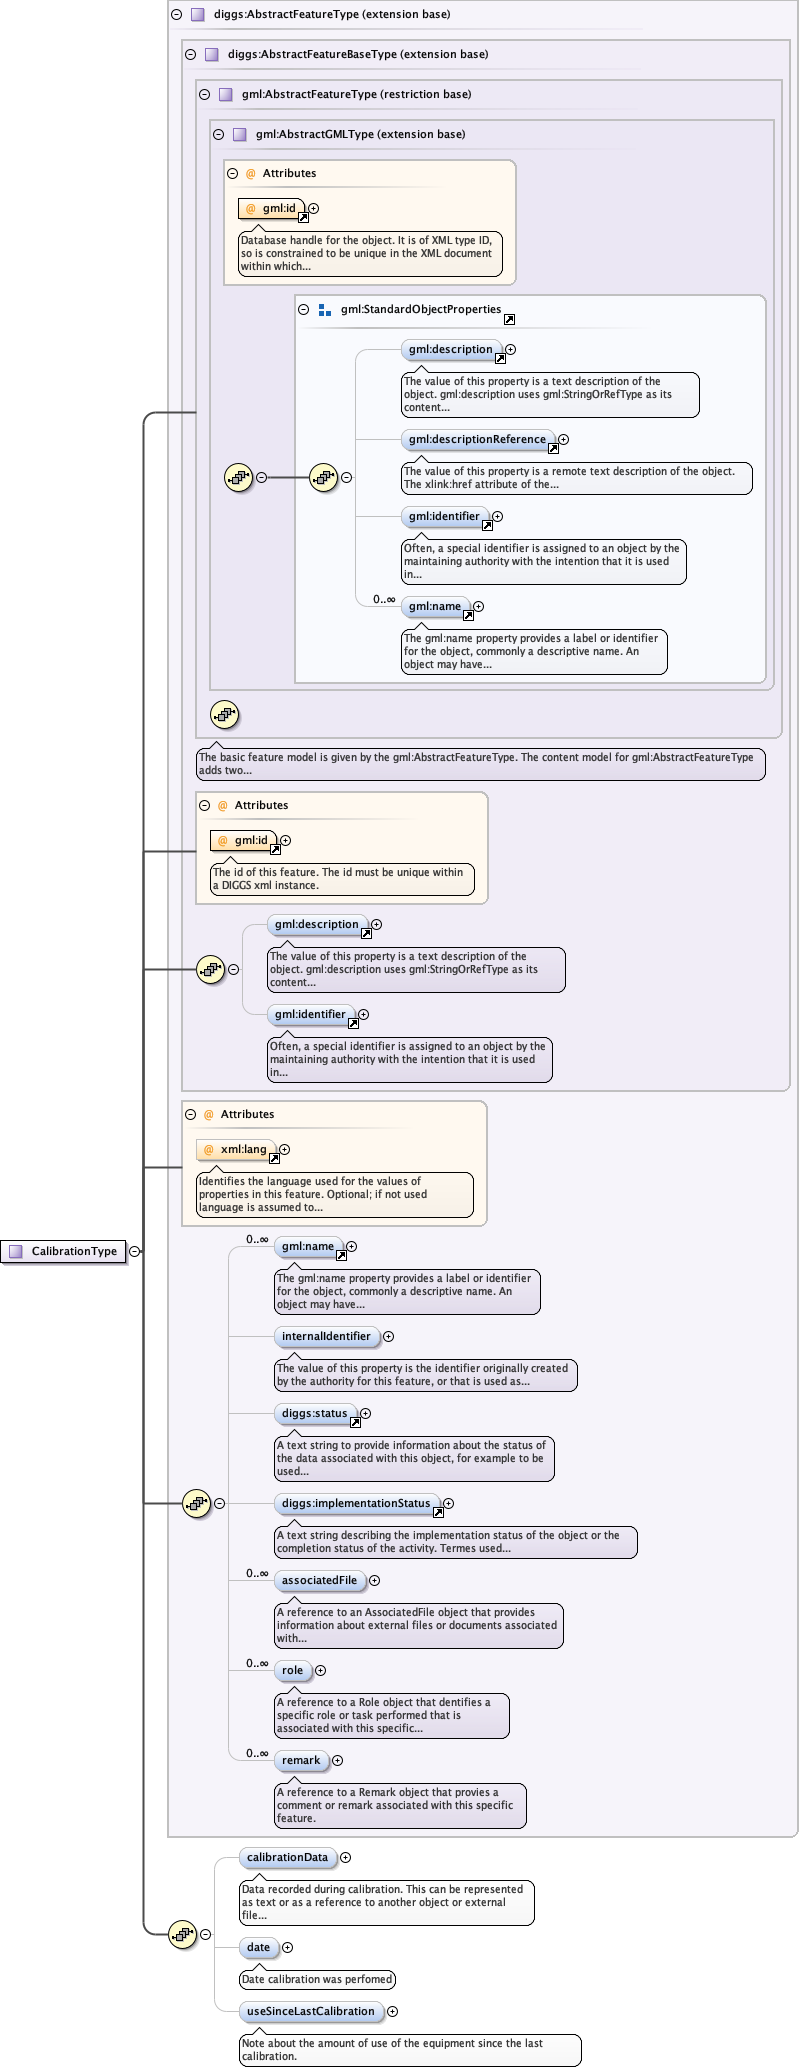 diggs:AbstractFeatureType (extension base)
diggs:AbstractFeatureBaseType (extension base)
gml:AbstractFeatureType (restriction base)
gml:AbstractGMLType (extension base)
@ Attributes
@ gml:id
Database handle for the object. It is of XML type ID,
so is constrained to be unique in the XML document
within which...
gml:StandardObjectProperties
gml:description
The value of this property is a text description of the
object. gml:description uses gml:StringOrRefType as its
content...
gml:descriptionReference
The value of this property is a remote text description of the object.
The xlink:href attribute of the...
gml:identifier
Often, a special identifier is assigned to an object by the
maintaining authority with the intention that it is used
in...
0..∞
gml:name
The gml:name property provides a label or identifier
for the object, commonly a descriptive name. An
object may have...
The basic feature model is given by the gml:AbstractFeatureType. The content model for gml:AbstractFeatureType
adds two...
@ Attributes
@ gml:id
The id of this feature. The id must be unique within
a DIGGS xml instance.
gml:description
The value of this property is a text description of the
object. gml:description uses gml:StringOrRefType as its
content...
gml:identifier
Often, a special identifier is assigned to an object by the
maintaining authority with the intention that it is used
in...
@ Attributes
@ xml:lang
Identifies the language used for the values of
properties in this feature. Optional; if not used
language is assumed to...
CalibrationType
0..∞
gml:name
The gml:name property provides a label or identifier
for the object, commonly a descriptive name. An
object may have...
internalIdentifier
The value of this property is the identifier originally created
by the authority for this feature, or that is used as...
diggs:status
A text string to provide information about the status of
the data associated with this object, for example to be
used...
diggs:implementationStatus
A text string describing the implementation status of the object or the
completion status of the activity. Termes used...
0..∞
associatedFile
A reference to an AssociatedFile object that provides
information about external files or documents associated
with...
0..∞
role
A reference to a Role object that dentifies a
specific role or task performed that is
associated with this specific...
0..∞
remark
A reference to a Remark object that provies a
comment or remark associated with this specific
feature.
calibrationData
Data recorded during calibration. This can be represented
as text or as a reference to another object or external
file...
date
Date calibration was perfomed
useSinceLastCalibration
Note about the amount of use of the equipment since the last
calibration.